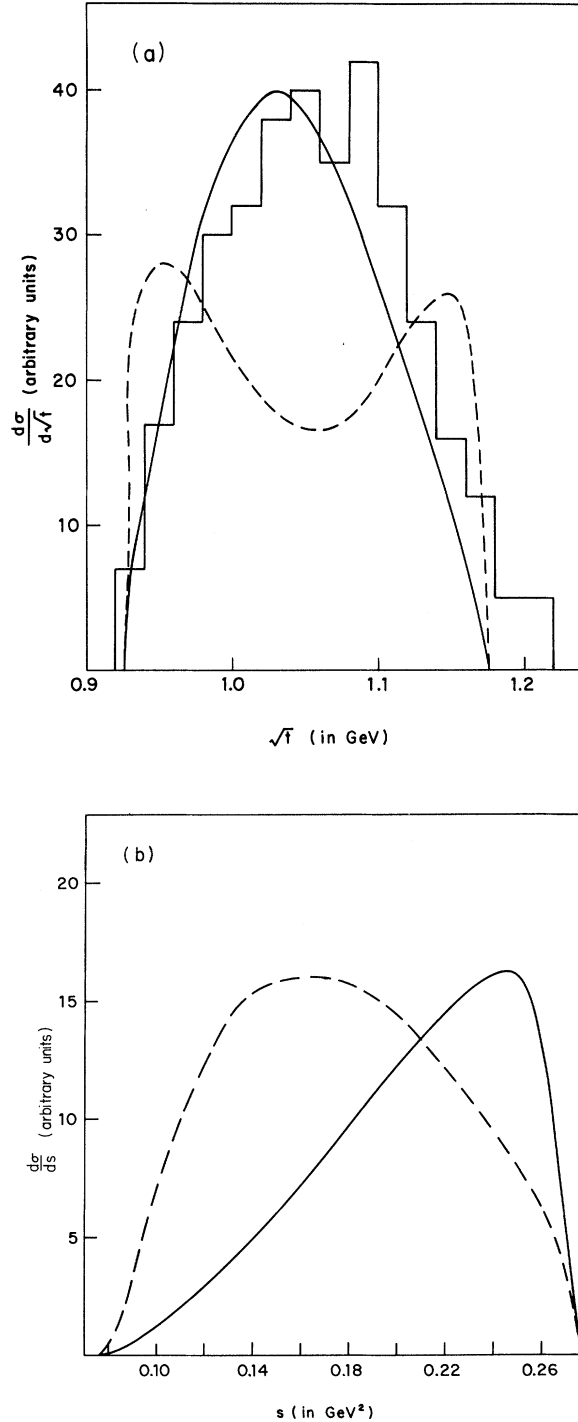 (a)
40
30
20
10
dσ
d√t
(arbitrary units)
0.9
1.0
1.1
1.2
√t (in GeV)
(b)
20
15
10
5
dσ
ds
(arbitrary units)
0.10
0.14
0.18
0.22
0.26
s (in GeV²)